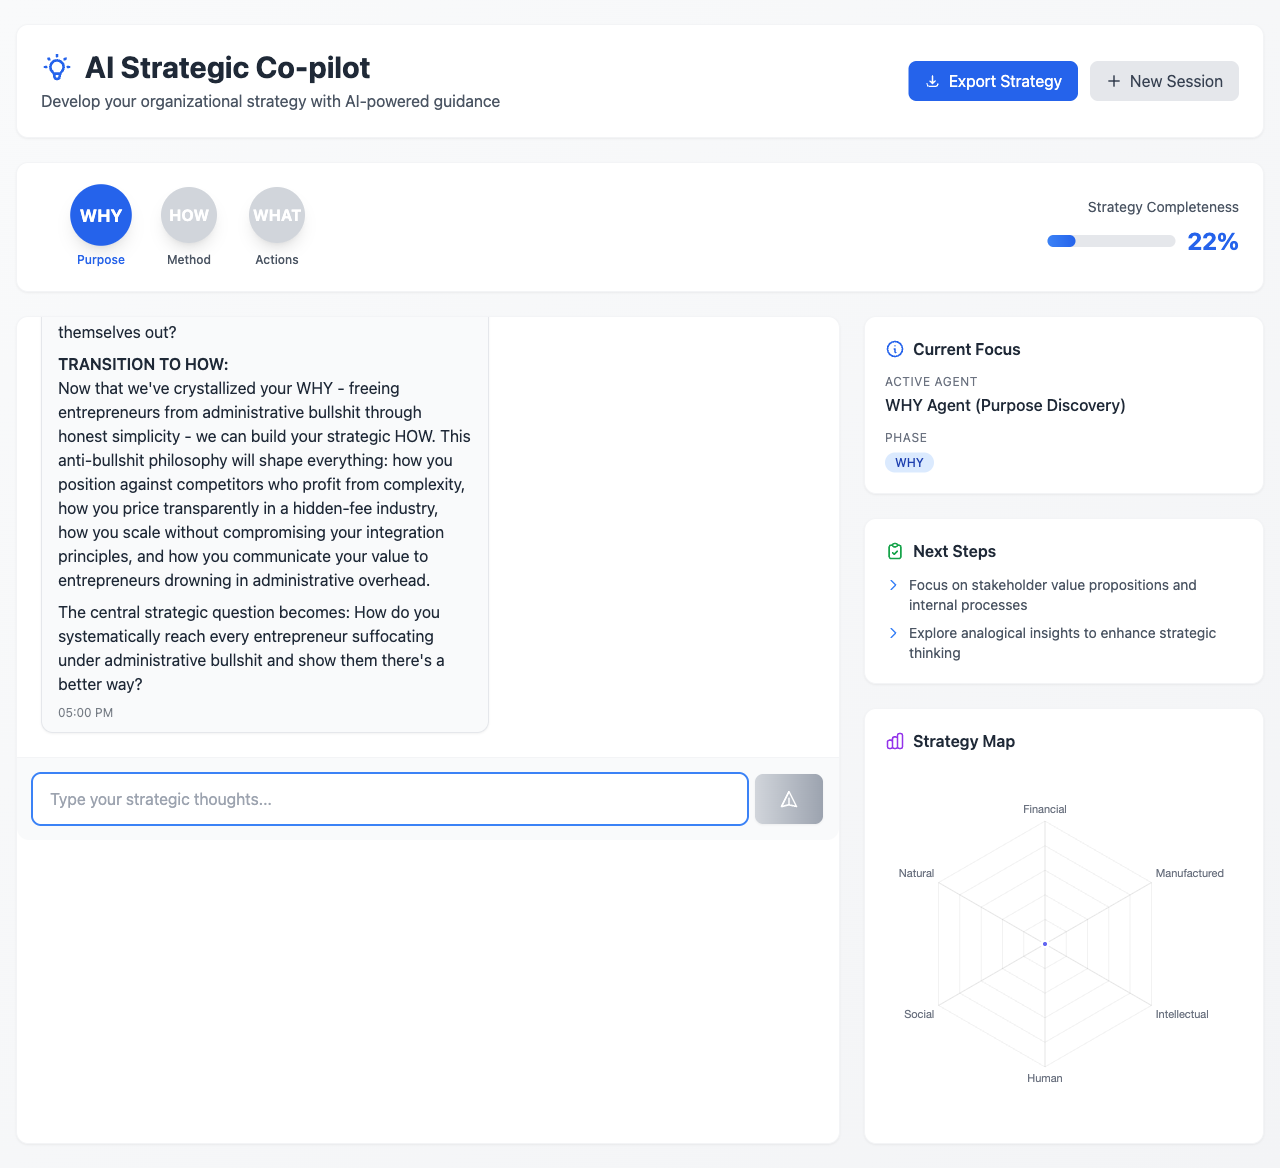 AI Strategic Co-pilot
Develop your organizational strategy with AI-powered guidance
Export Strategy
New Session
WHY
Purpose
HOW
Method
WHAT
Actions
Strategy Completeness
22%
themselves out?
TRANSITION TO HOW:
Now that we've crystallized your WHY - freeing
entrepreneurs from administrative bullshit through
honest simplicity - we can build your strategic HOW. This
anti-bullshit philosophy will shape everything: how you
position against competitors who profit from complexity,
how you price transparently in a hidden-fee industry,
how you scale without compromising your integration
principles, and how you communicate your value to
entrepreneurs drowning in administrative overhead.
The central strategic question becomes: How do you
systematically reach every entrepreneur suffocating
under administrative bullshit and show them there's a
better way?
05:00 PM
Type your strategic thoughts...
Current Focus
ACTIVE AGENT
WHY Agent (Purpose Discovery)
PHASE
WHY
Next Steps
Focus on stakeholder value propositions and
internal processes
Explore analogical insights to enhance strategic
thinking
Strategy Map
Financial
Natural
Manufactured
Social
Intellectual
Human